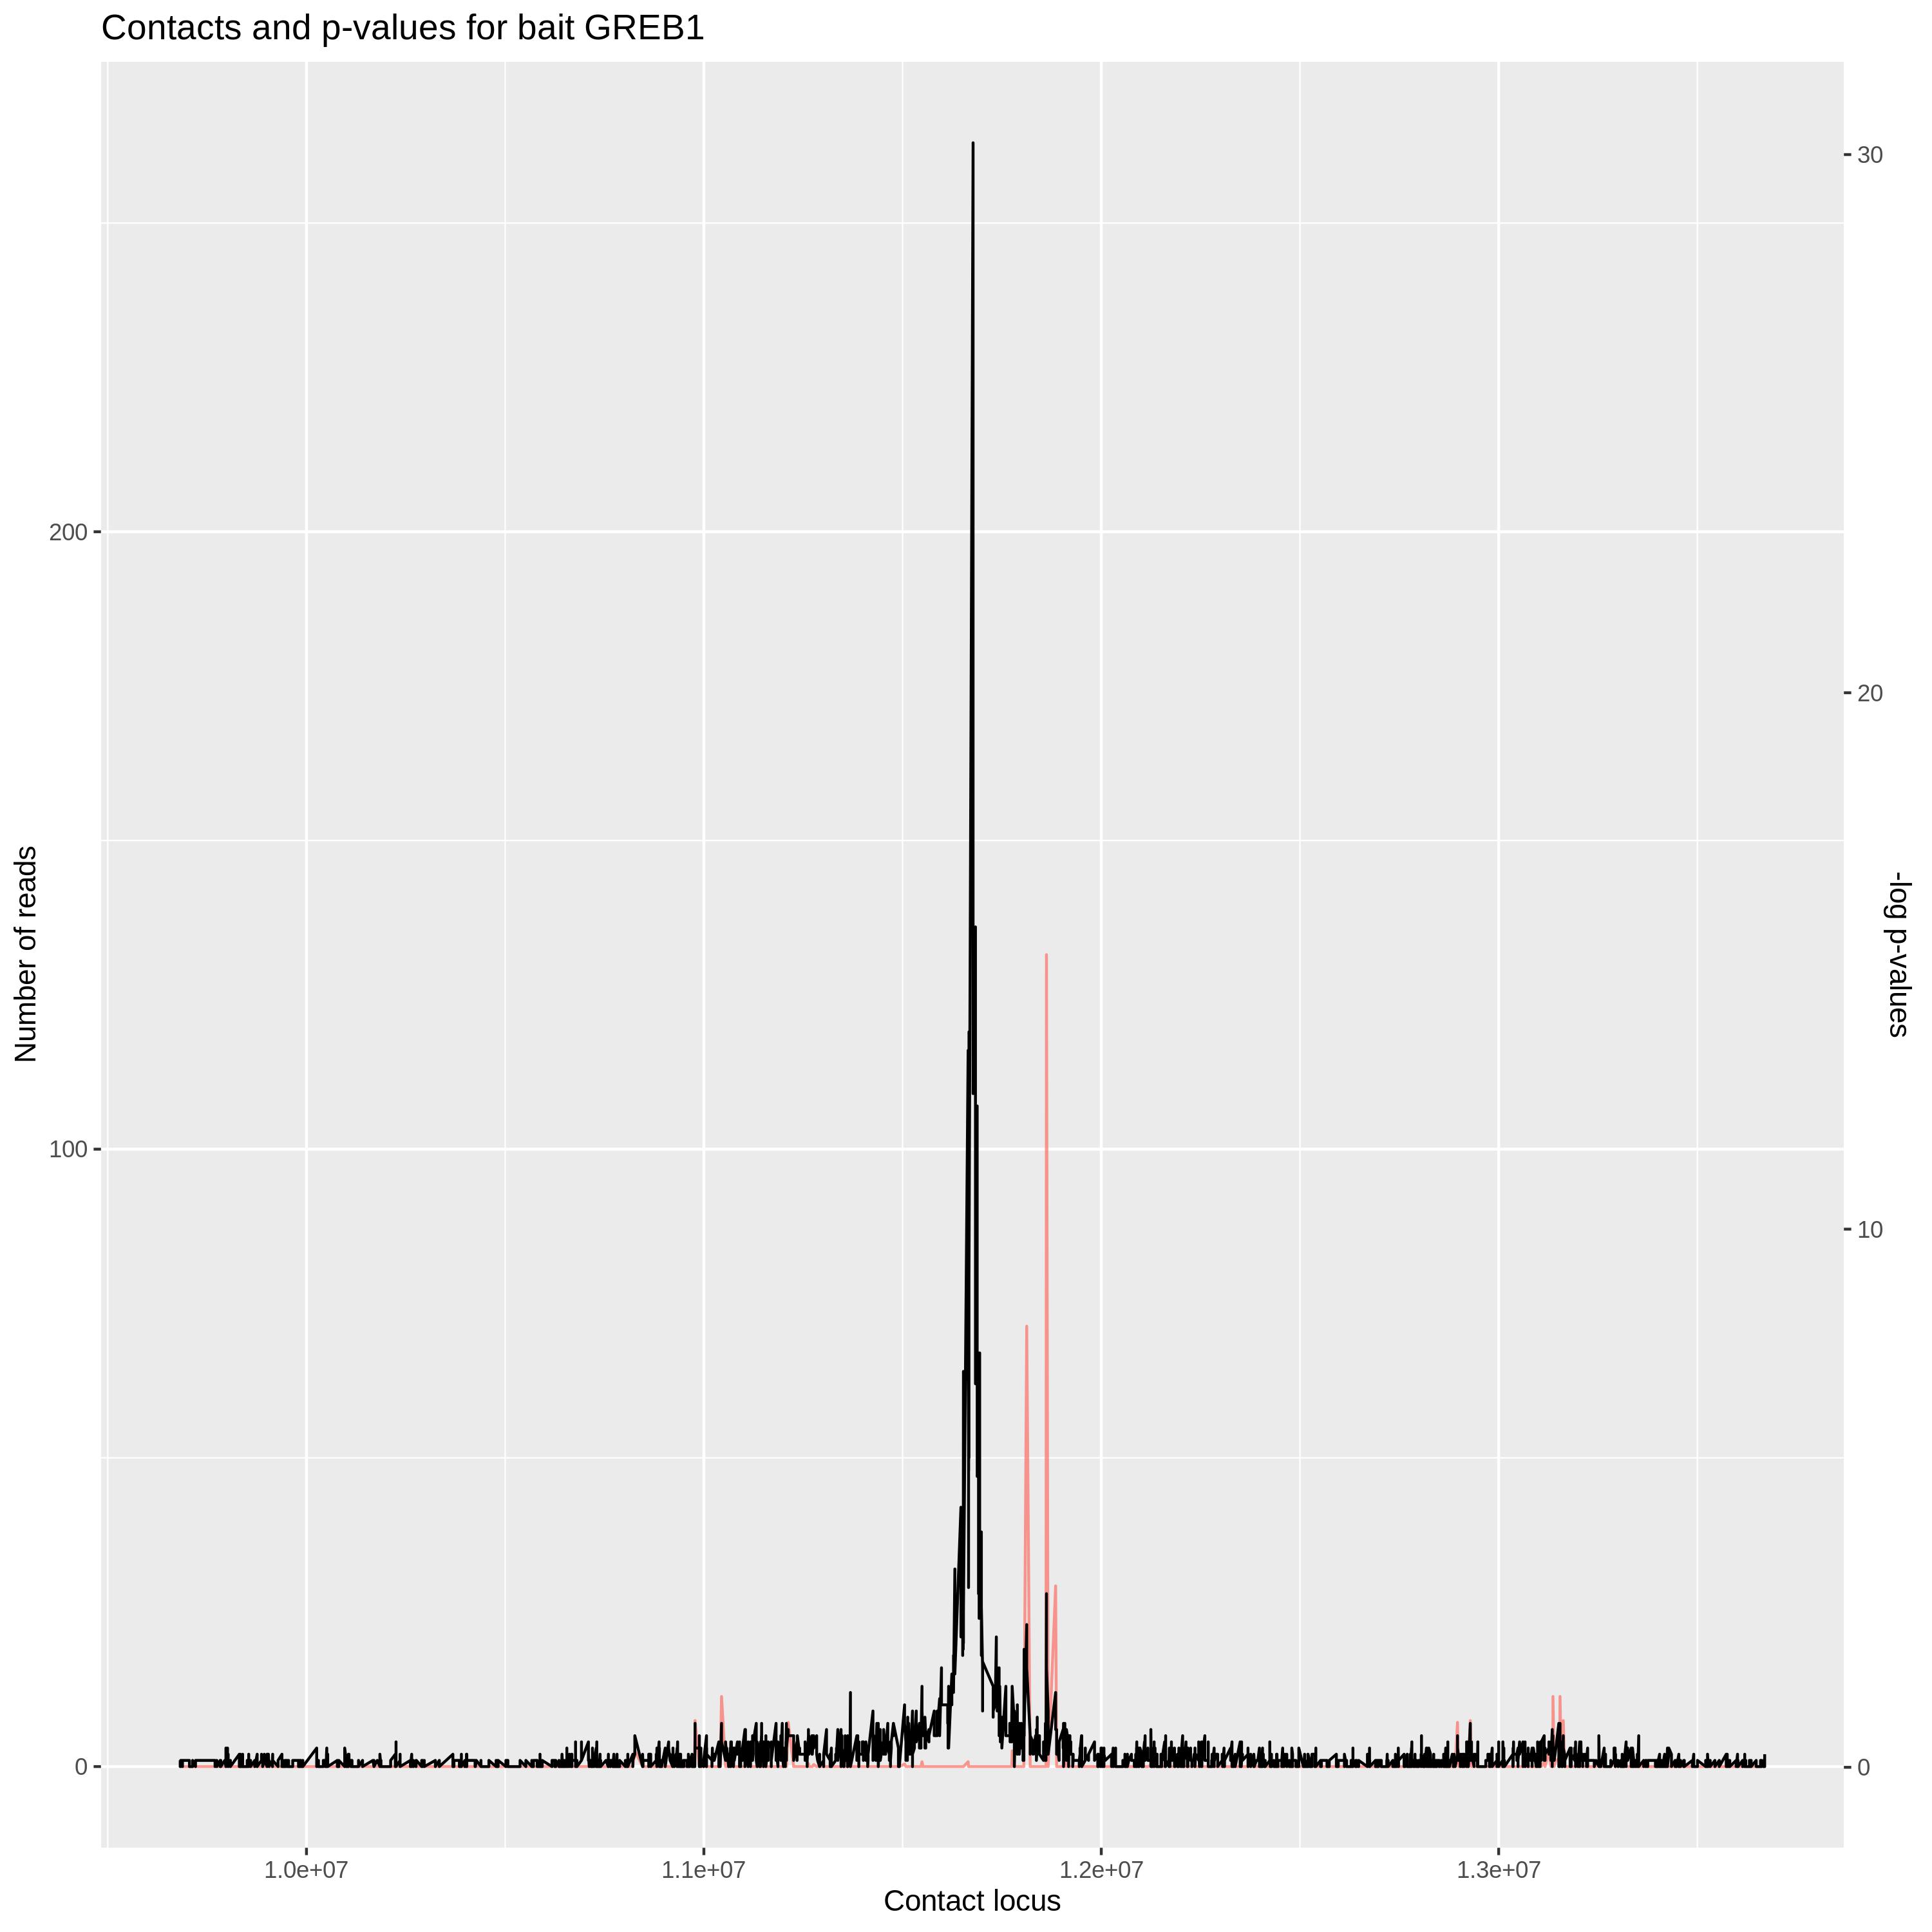 Contacts and p-values for bait GREB1
Number of reads
200
100
0
30
20
10
0
-log p-values
1.0e+07
1.1e+07
1.2e+07
1.3e+07
Contact locus